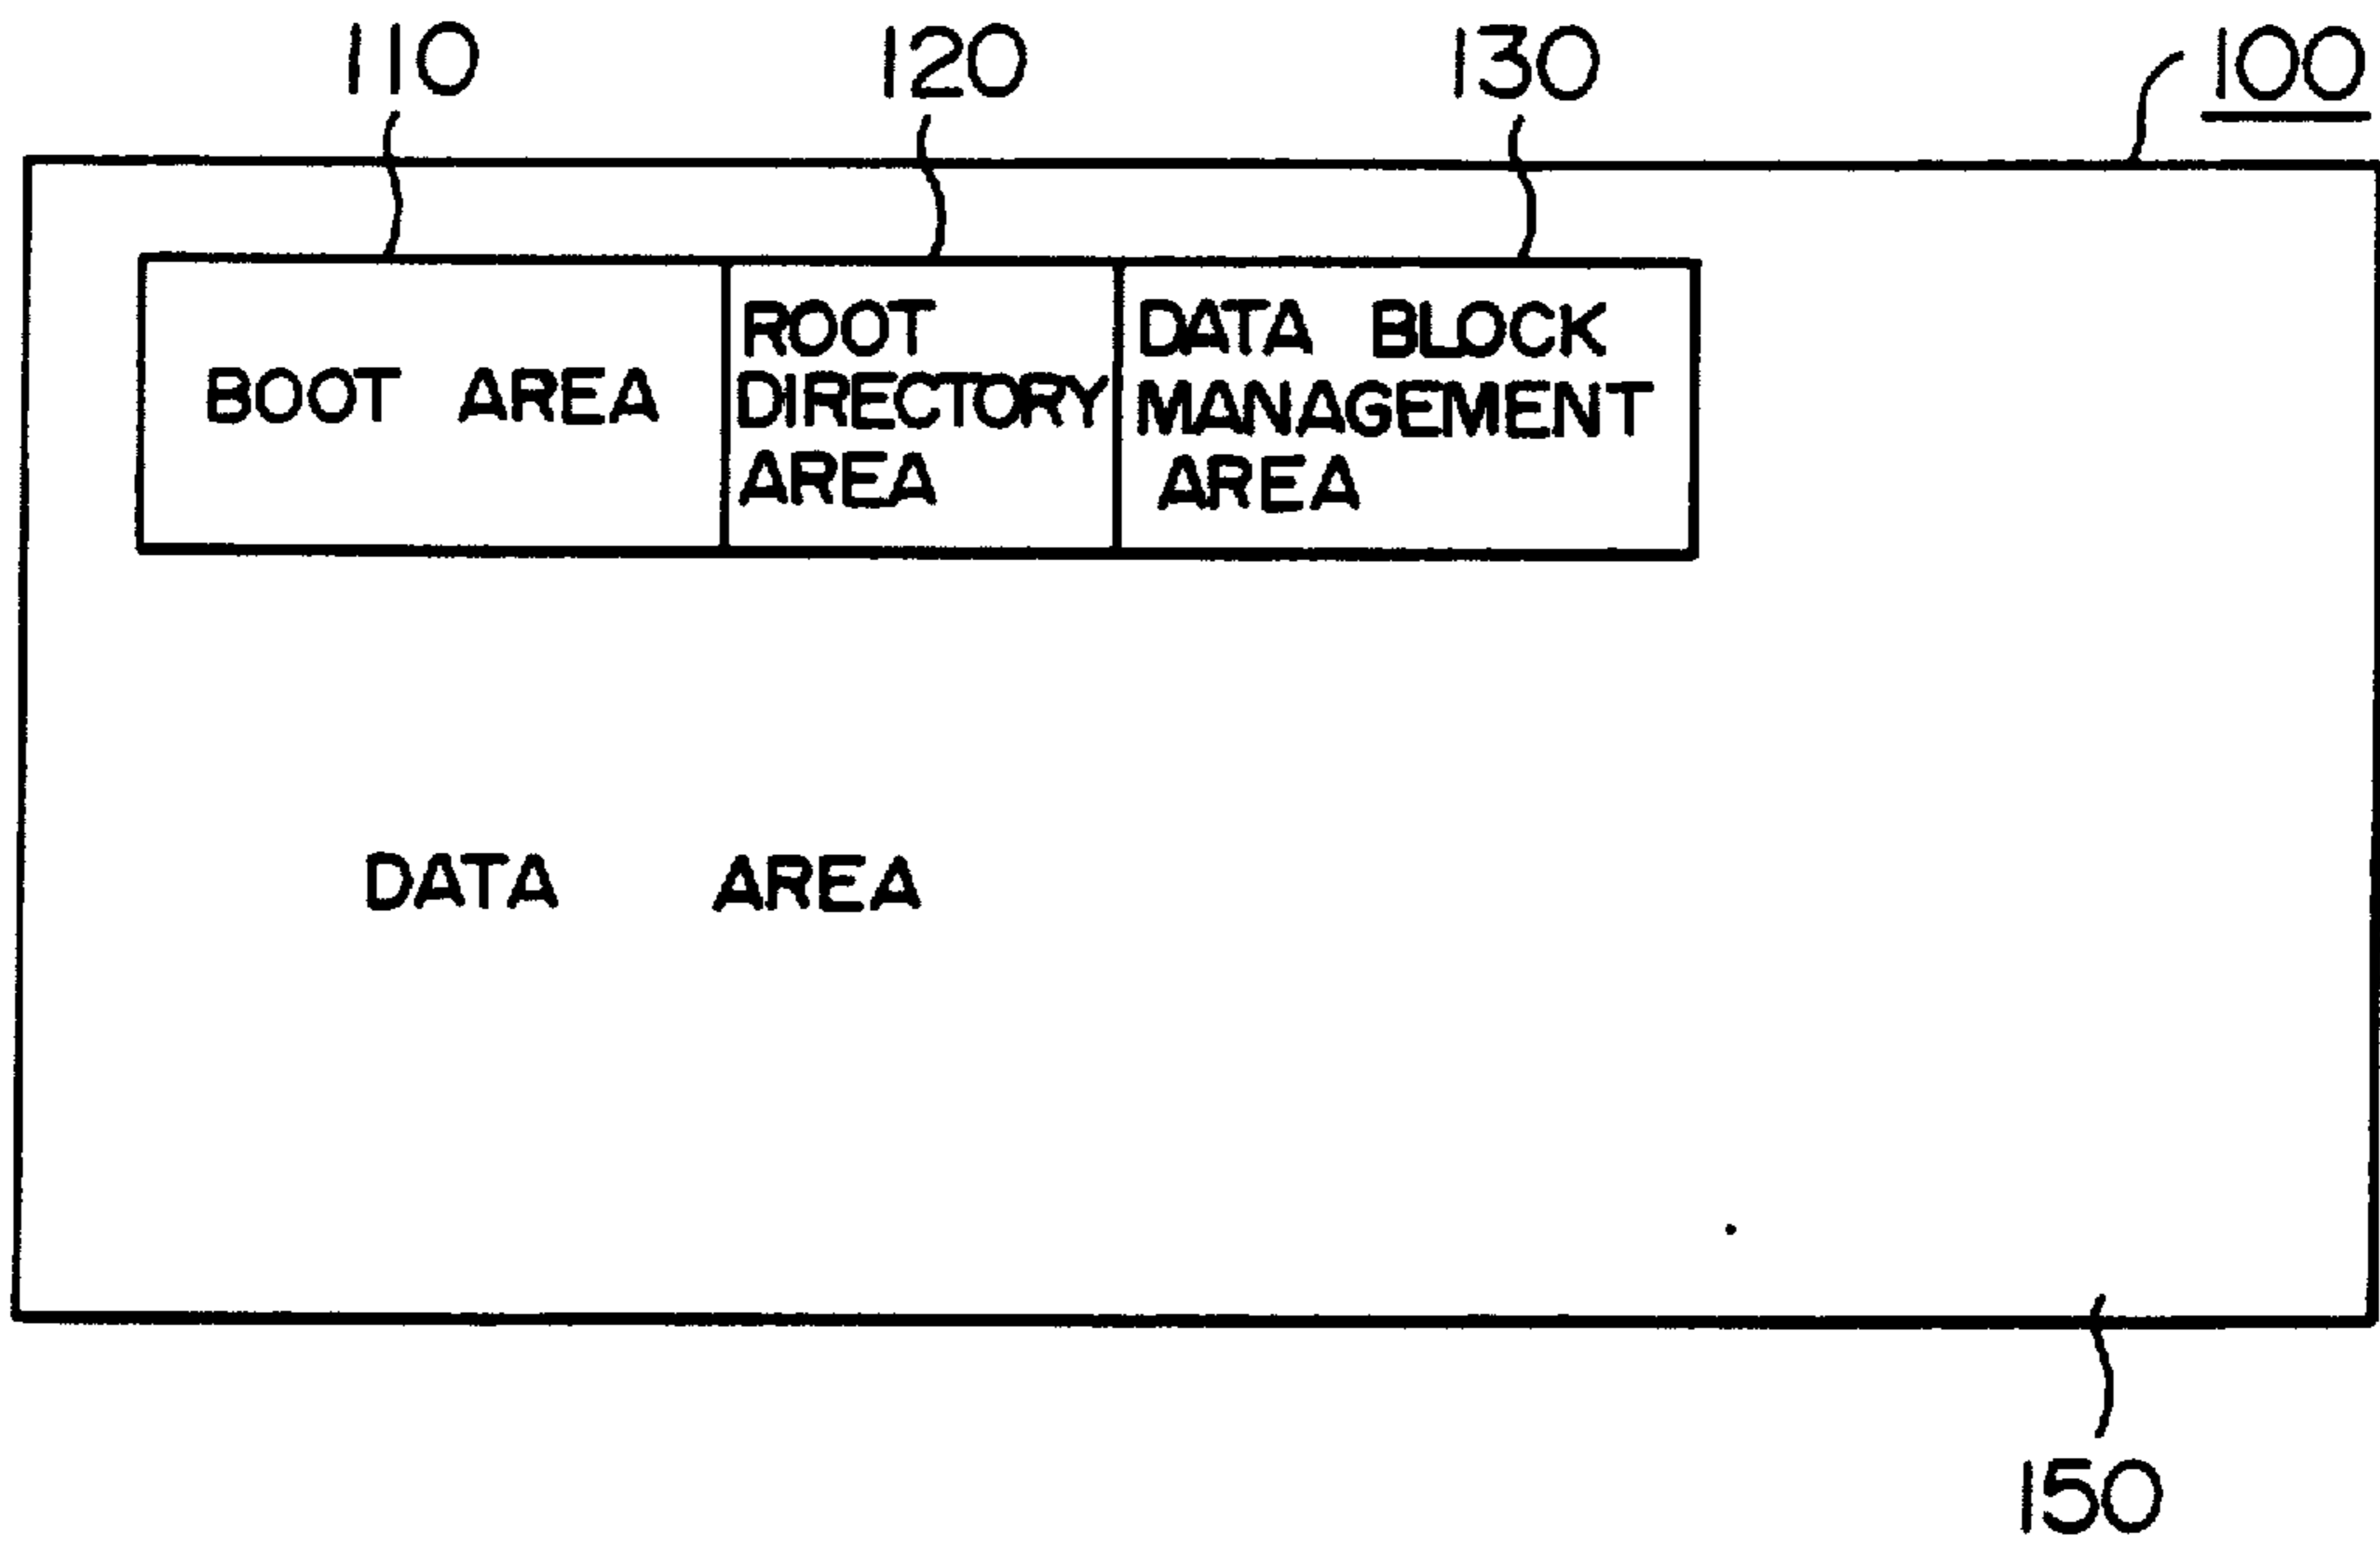 110
120
130
100
BOOT AREA
ROOT
DIRECTORY
AREA
DATA BLOCK
MANAGEMENT
AREA
DATA AREA
150